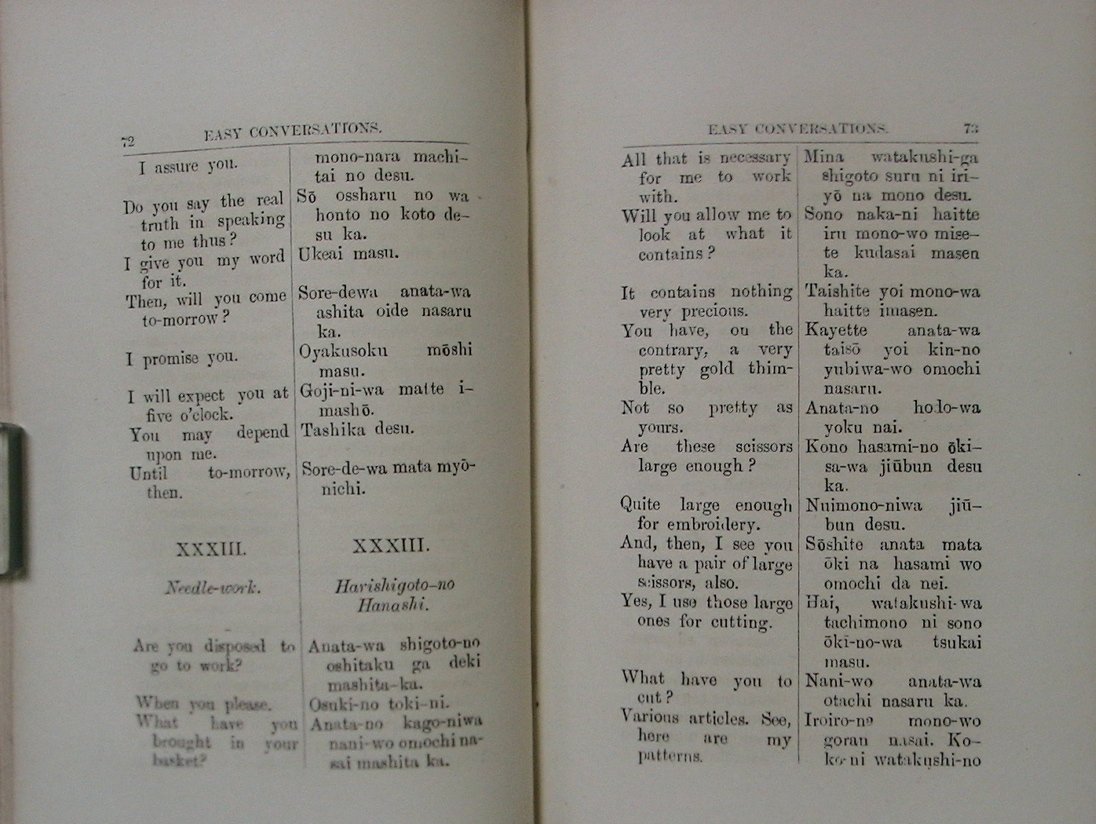 72
EASY CONVERSATIONS.
I assure you.
mono-nara machi-
tai no desu.
Do you say the real
truth in speaking
to me thus?
Sō ossharu no wa
honto no koto de-
su ka.
I give you my word
for it.
Ukeai masu.
Then, will you come
to-morrow?
Sore-dewa anata-wa
ashita oide nasaru
ka.
I promise you.
Oyakusoku mōshi
masu.
I will expect you at
five o'clock.
Goji-ni-wa matte i-
mashō.
You may depend
upon me.
Tashika desu.
Until to-morrow,
then.
Sore-de-wa mata myō-
nichi.
XXXIII.
XXXIII.
Needle-work.
Harishigoto-no
Hanashi.
Are you disposed to
go to work?
Anata-wa shigoto-no
oshitaku ga deki
mashita-ka.
When you please.
Osuki-no toki-ni.
What have you
brought in your
basket?
Anata-no kago-niwa
nani-wo omochi na-
sai mashita ka.
EASY CONVERSATIONS.
73
All that is necessary
for me to work
with.
Mina watakushi-ga
shigoto suru ni iri-
yō na mono desu.
Will you allow me to
look at what it
contains?
Sono naka-ni haitte
iru mono-wo mise-
te kudasai masen
ka.
It contains nothing
very precious.
Taishite yoi mono-wa
haitte imasen.
You have, on the
contrary, a very
pretty gold thim-
ble.
Kayette anata-wa
taisō yoi kin-no
yubiwa-wo omochi
nasaru.
Not so pretty as
yours.
Anata-no hodo-wa
yoku nai.
Are these scissors
large enough?
Kono hasami-no ōki-
sa-wa jiūbun desu
ka.
Quite large enough
for embroidery.
Nuimono-niwa jiū-
bun desu.
And, then, I see you
have a pair of large
scissors, also.
Sōshite anata mata
ōki na hasami wo
omochi da nei.
Yes, I use those large
ones for cutting.
Hai, watakushi-wa
tachimono ni sono
ōki-no-wa tsukai
masu.
What have you to
cut?
Nani-wo anata-wa
otachi nasaru ka.
Various articles. See,
here are my
patterns.
Iroiro-na mono-wo
goran nasai. Ko-
ko-ni watakushi-no